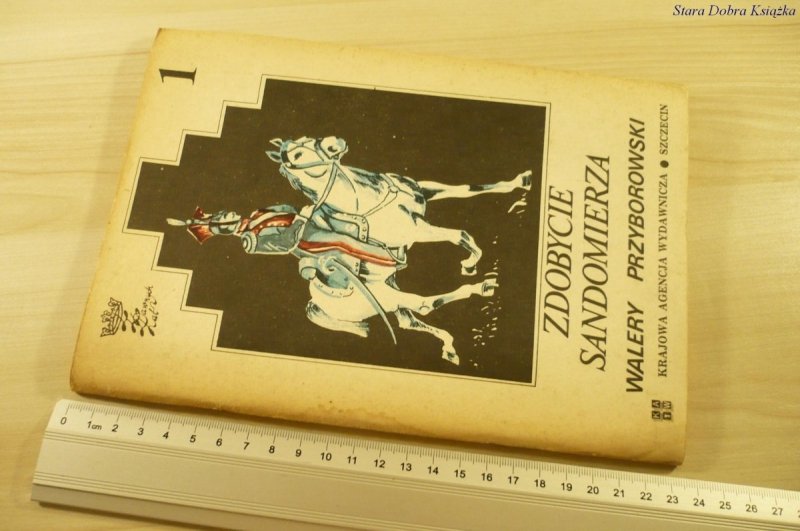 Stara Dobra Książka
1
ZDOBYCIE
SANDOMIERZA
WALERY PRZYBOROWSKI
KRAJOWA AGENCJA WYDAWNICZA ● SZCZECIN
KAW
0 1cm 2 3 4 5 6 7 8 9 10 11 12 13 14 15 16 17 18 19 20 21 22 23 24 25 26 27